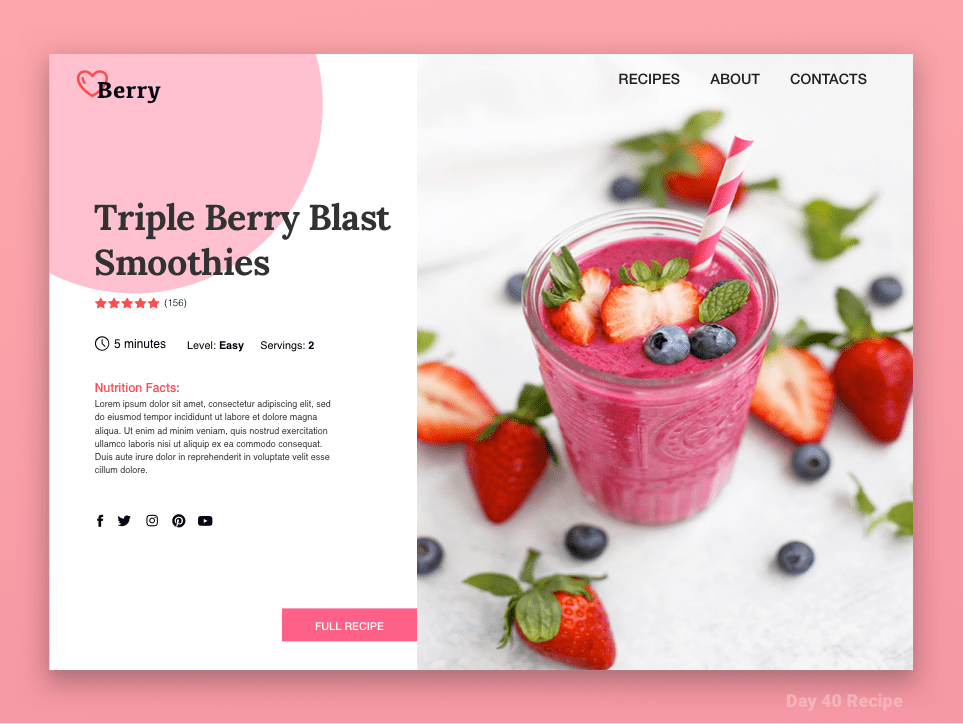 Berry
RECIPES ABOUT CONTACTS
Triple Berry Blast
Smoothies
(156)
5 minutes Level: Easy Servings: 2
Nutrition Facts:
Lorem ipsum dolor sit amet, consectetur adipiscing elit, sed
do eiusmod tempor incididunt ut labore et dolore magna
aliqua. Ut enim ad minim veniam, quis nostrud exercitation
ullamco laboris nisi ut aliquip ex ea commodo consequat.
Duis aute irure dolor in reprehenderit in voluptate velit esse
cillum dolore.
FULL RECIPE
Day 40 Recipe